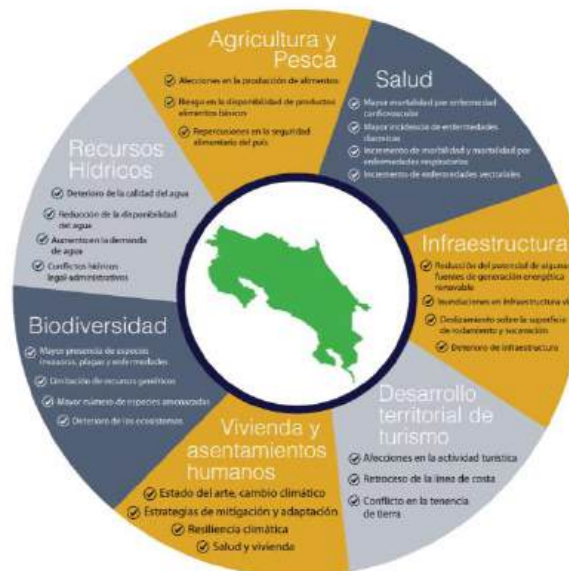 Agricultura y
Pesca
Afecciones en la producción de alimentos
Riesgo en la disponibilidad de productos
alimentos básicos
Repercusiones en la seguridad
alimentario del país
Salud
Mayor mortalidad por enfermedad
cardiovascular
Mayor incidencia de enfermedades
diarreicas
Incremento de morbilidad y mortalidad por
enfermedades respiratorias
Incremento de enfermedades vectoriales
Infraestructura
Reducción del potencial de alguna
fuentes de generación energética
renovable
Inundaciones en infraestructura vi
Deslizamiento sobre la superficie
de rodamiento y
Deterioro de infraestructura
Desarrollo
territorial de
turismo
Afecciones en la actividad turística
Retroceso de la línea de costa
Conflicto en la tenencia
de tierra
Vivienda y
asentamientos
humanos
Estado del arte, cambio climático
Estrategias de mitigación y adaptación
Resiliencia climática
Salud y vivienda
Biodiversidad
Mayor presencia de especies
invasoras, plagas y enfermedades
Limitación de recursos genéticos
Mayor número de especies amenazadas
Deterioro de los ecosistemas
Recursos
Hídricos
Deterioro de la calidad del agua
Reducción de la disponibilidad
del agua
Aumento en la demanda
de agua
Conflictos hídricos
legal-administrativos